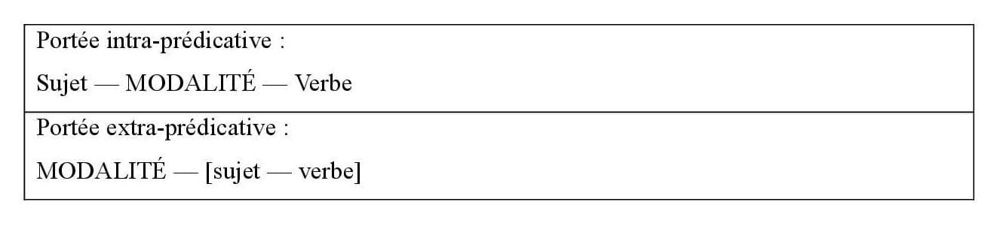 Portée intra-prédicative :
Sujet — MODALITÉ — Verbe
Portée extra-prédicative :
MODALITÉ — [sujet — verbe]